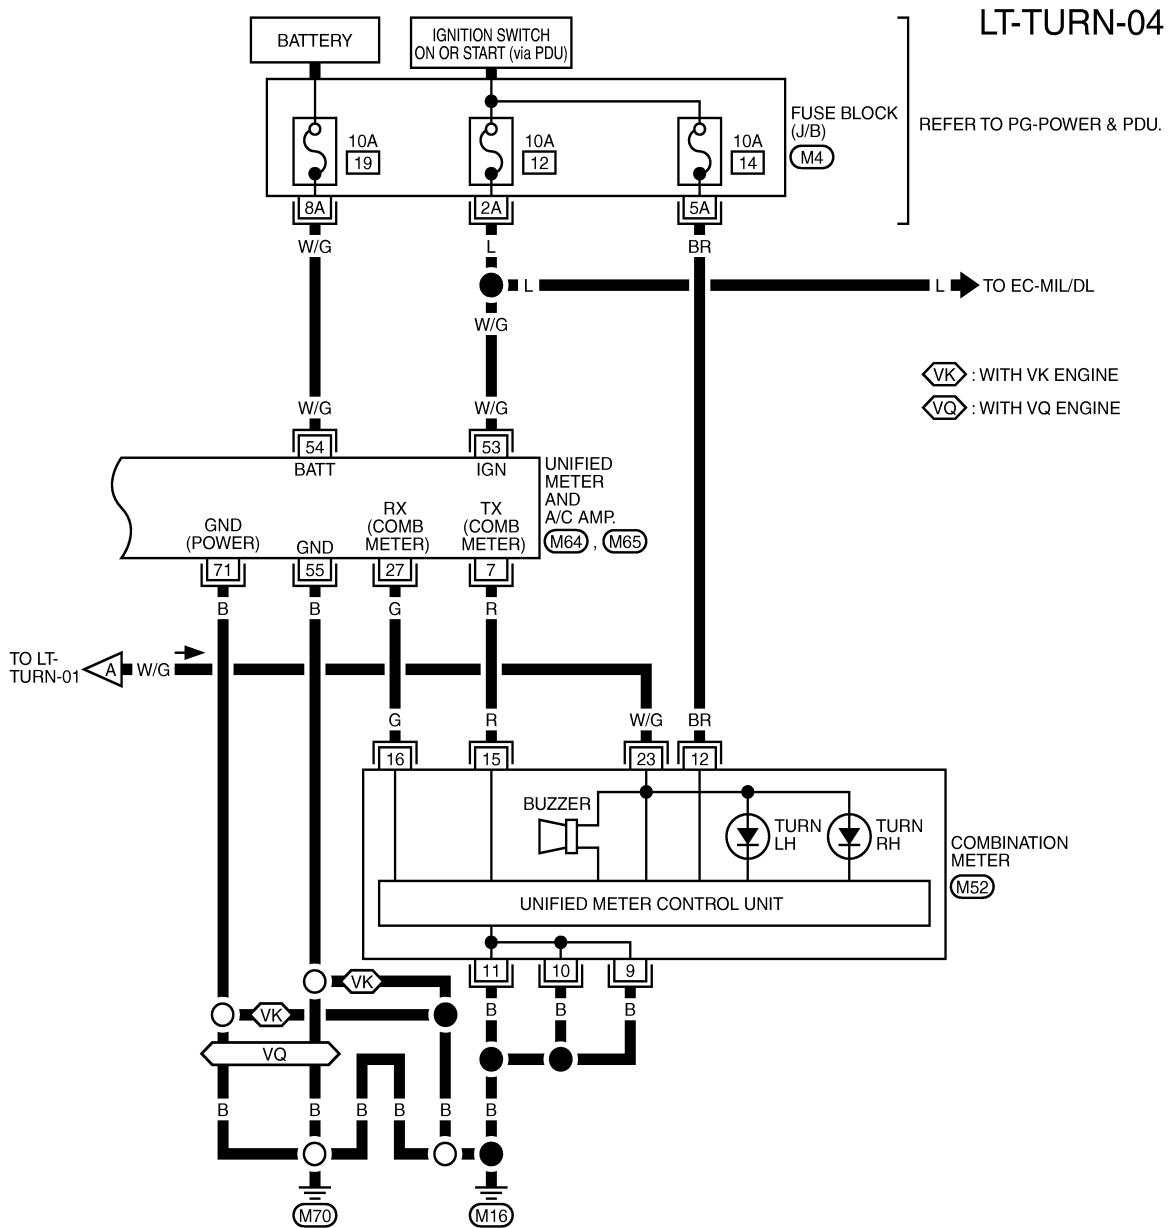 LT-TURN-04
BATTERY
IGNITION SWITCH
ON OR START (via PDU)
10A
19
10A
12
10A
14
FUSE BLOCK
(J/B)
M4
REFER TO PG-POWER & PDU.
8A
2A
5A
W/G
L
BR
L
L
TO EC-MIL/DL
W/G
VK : WITH VK ENGINE
VQ : WITH VQ ENGINE
W/G
W/G
54
53
BATT
IGN
UNIFIED
METER
AND
A/C AMP.
M64 , M65
GND
(POWER)
GND
RX
(COMB
METER)
TX
(COMB
METER)
71
55
27
7
B
B
G
R
TO LT-
TURN-01
A
W/G
G
R
W/G
BR
16
15
23
12
BUZZER
TURN
LH
TURN
RH
COMBINATION
METER
M52
UNIFIED METER CONTROL UNIT
11
10
9
VK
B
B
B
VK
VQ
B
B
B
B
B
B
M70
M16